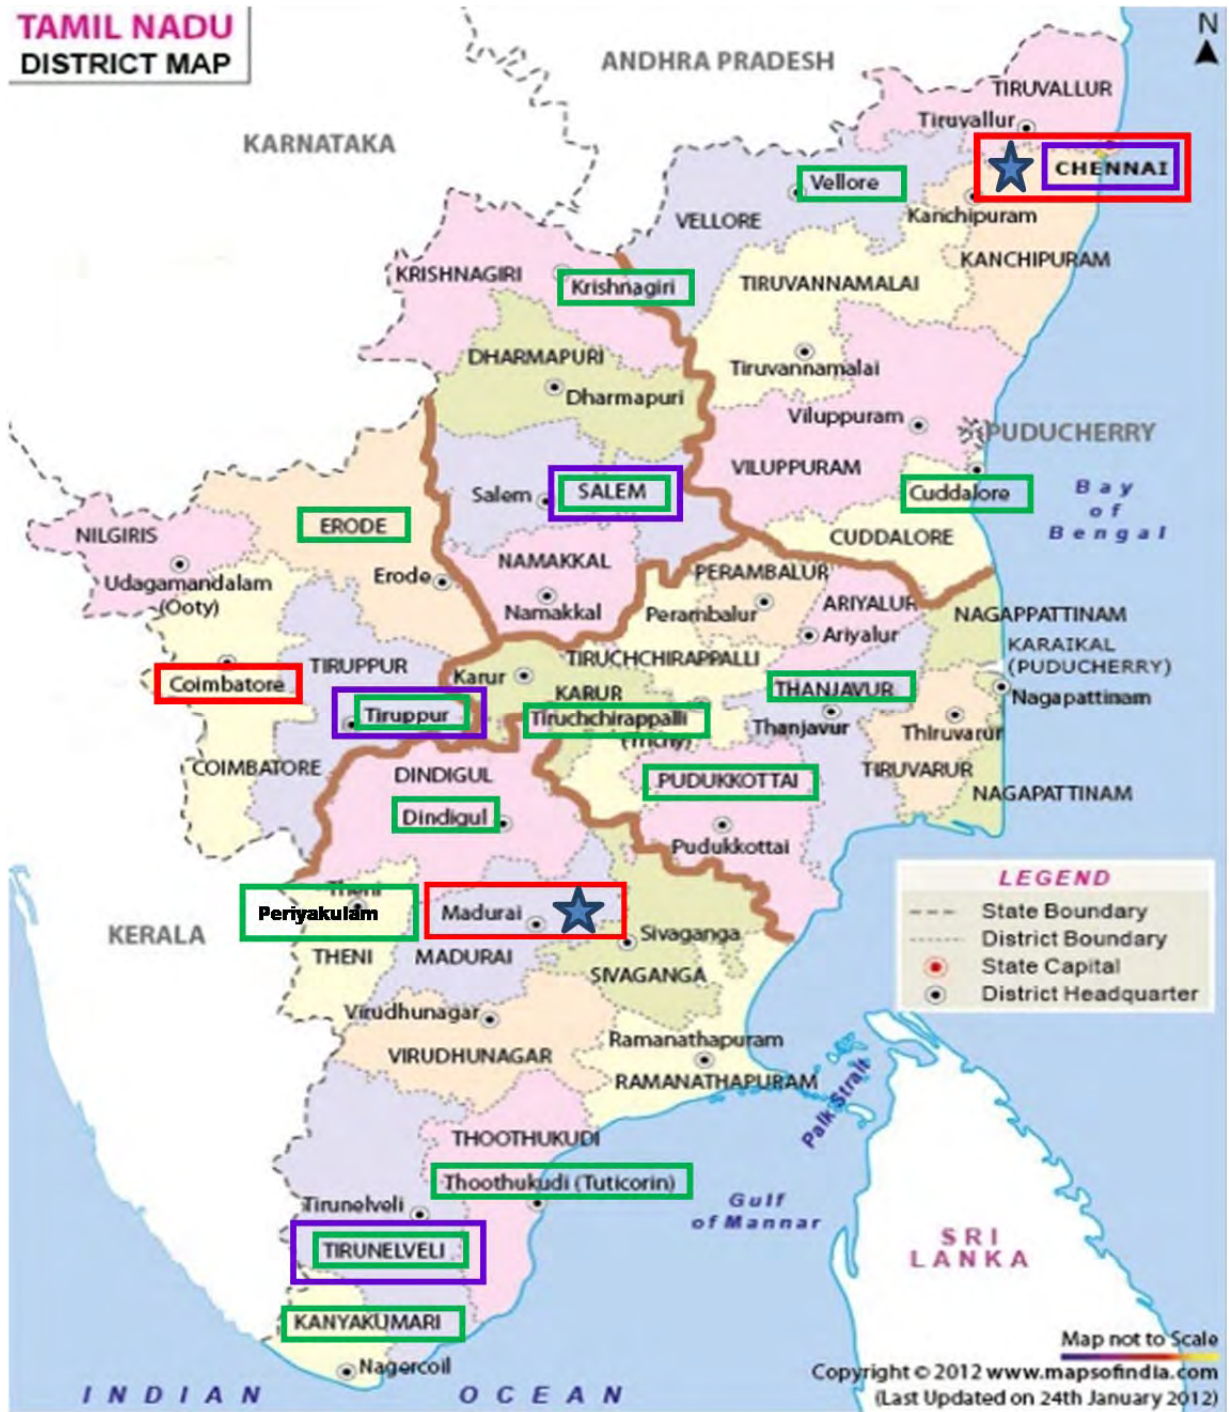 TAMIL NADU
DISTRICT MAP
N
ANDHRA PRADESH
KARNATAKA
TIRUVALLUR
Tiruvallur
CHENNAI
Vellore
VELLORE
Kanchipuram
KANCHIPURAM
KRISHNAGIRI
Krishnagiri
TIRUVANNAMALAI
DHARMAPURI
Tiruvannamalai
Dharmapuri
Viluppuram
PUDUCHERRY
VILUPPURAM
Salem
SALEM
Cuddalore
Bay
of
Bengal
ERODE
NILGIRIS
CUDDALORE
NAMAKKAL
Erode
Udagamandalam
(Ooty)
PERAMBALUR
Namakkal
Perambalur
ARIYALUR
NAGAPPATTINAM
Ariyalur
KARAIKAL
(PUDUCHERRY)
TIRUPPUR
TIRUCHCHIRAPPALLI
Karur
Coimbatore
KARUR
THANJAVUR
Nagapattinam
Tiruppur
Tiruchchirappalli
(Trichy)
Thanjavur
Thiruvarur
COIMBATORE
DINDIGUL
PUDUKKOTTAI
TIRUVARUR
NAGAPATTINAM
Dindigul
Pudukkottai
Theni
Periyakulam
Madurai
KERALA
Sivaganga
THENI
MADURAI
SIVAGANGA
LEGEND
State Boundary
District Boundary
State Capital
District Headquarter
Virudhunagar
VIRUDHUNAGAR
Ramanathapuram
RAMANATHAPURAM
Palk Strait
THOOTHUKUDI
Thoothukudi (Tuticorin)
Tirunelveli
Gulf
of Mannar
TIRUNELVELI
SRI
LANKA
KANYAKUMARI
Nagercoil
INDIAN OCEAN
Map not to Scale
Copyright © 2012 www.mapsofindia.com
(Last Updated on 24th January 2012)